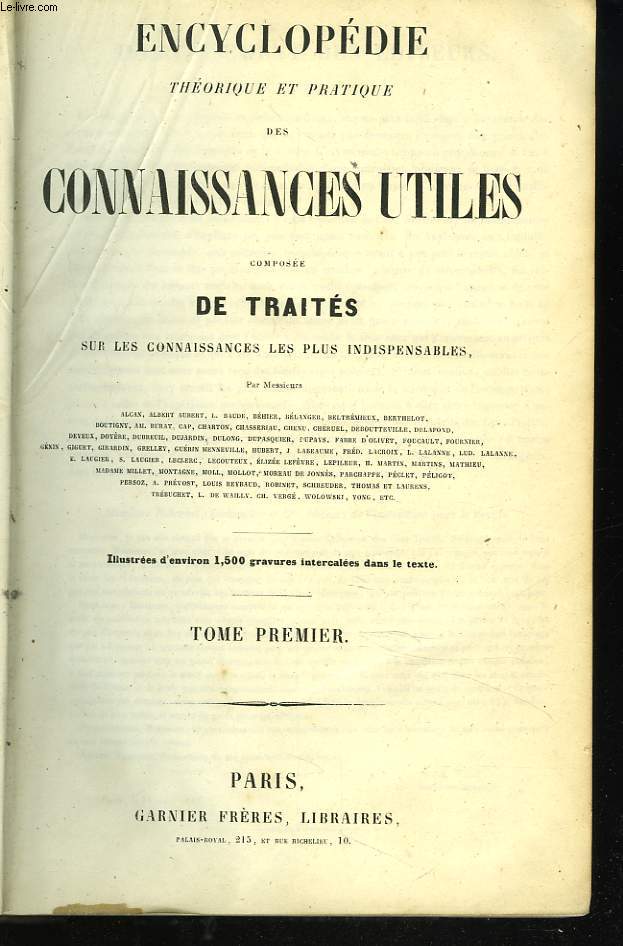 Le-livre.com
ENCYCLOPÉDIE
THÉORIQUE ET PRATIQUE
DES
CONNAISSANCES UTILES
COMPOSÉE
DE TRAITÉS
SUR LES CONNAISSANCES LES PLUS INDISPENSABLES,
Par Messieurs
ALCAN, ALBERT AUBERT, L. BAUDE, BÉHIER, BÉLANGER, BELTRÉMIEUX, BERTHELOT,
BOUTIGNY, AM. BURAT, CAP, CHARTON, CHASSERIAU, CHENU, CHÉRUEL, DEBOUTTEVILLE, DELAFOND,
DEYEUX, DOYÈRE, DUBREUIL, DUJARDIN, DULONG, DUPASQUIER, DUPAYS, FABRE D'OLIVET, FOUCAULT, FOURNIER,
GÉNIN, GIGUET, GIRARDIN, GRELLEY, GUÉRIN MENNEVILLE, HUBERT, J. LABEAUME, FRÉD. LACROIX, L. LALANNE, LUD. LALANNE,
E. LAUGIER, S. LAUGIER, LECLERC, LECOUTEUX, ÉLIZÉE LEFÈVRE, LEPILEUR, H. MARTIN, MARTINS, MATHIEU,
MADAME MILLET, MONTAGNE, MOLL, MOLLOT, MOREAU DE JONNÈS, PARCHAPPE, PÉCLET, PÉLIGOT,
PERSOZ, A. PRÉVOST, LOUIS REYBAUD, ROBINET, SCHREUDER, THOMAS ET LAURENS,
TRÉBUCHET, L. DE WAILLY, CH. VERGÉ, WOLOWSKI, YONG, ETC.
Illustrées d'environ 1,500 gravures intercalées dans le texte.
TOME PREMIER.
PARIS,
GARNIER FRÈRES, LIBRAIRES,
PALAIS-ROYAL, 215, ET RUE RICHELIEU, 10.